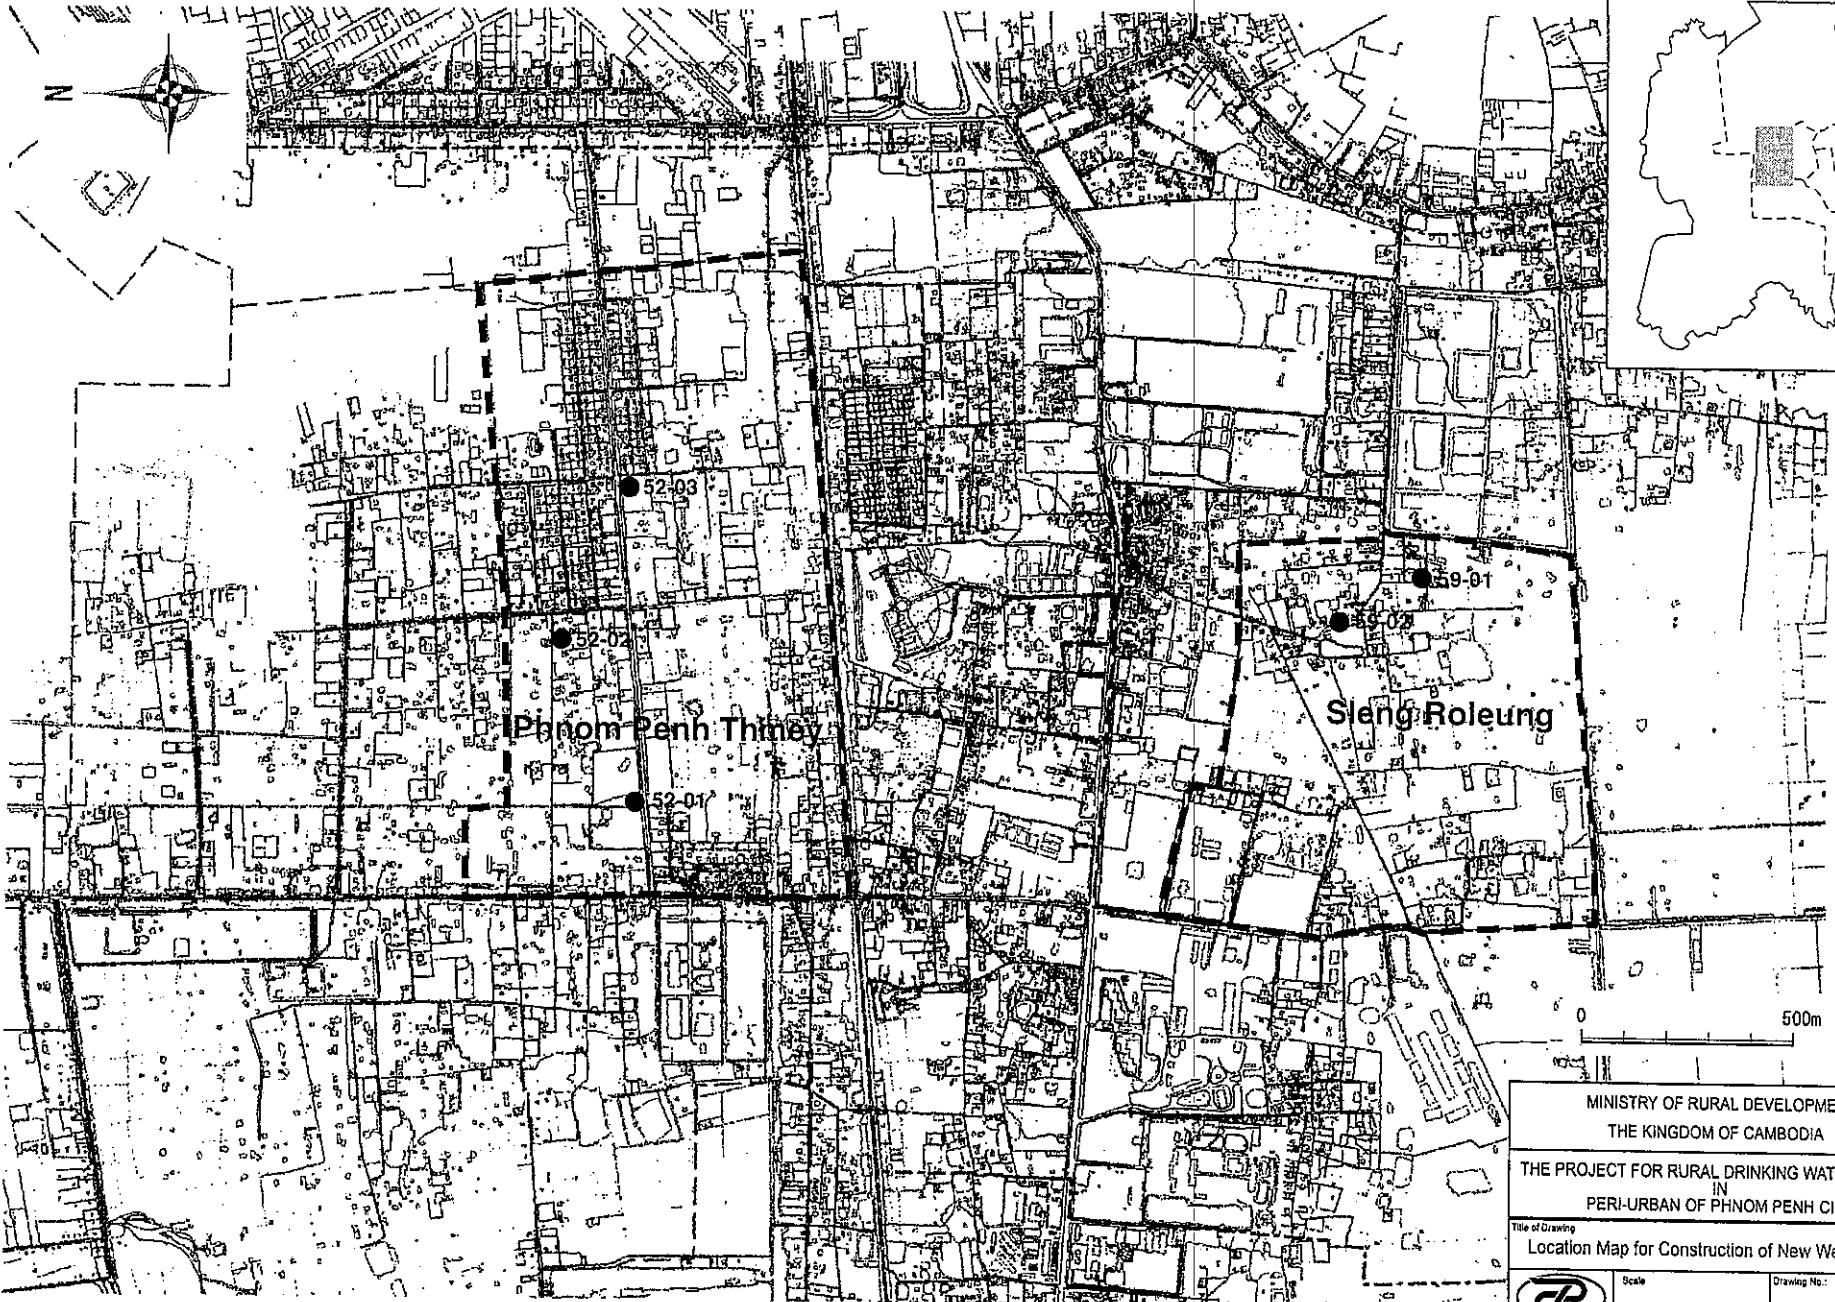 N
52-03
59-01
59-02
52-02
Sleng Roleung
Phnom Penh Thmey
52-01
0 500m
MINISTRY OF RURAL DEVELOPME
THE KINGDOM OF CAMBODIA
THE PROJECT FOR RURAL DRINKING WAT
IN
PERI-URBAN OF PHNOM PENH CI
Title of Drawing
Location Map for Construction of New We
Scale
Drawing No.: